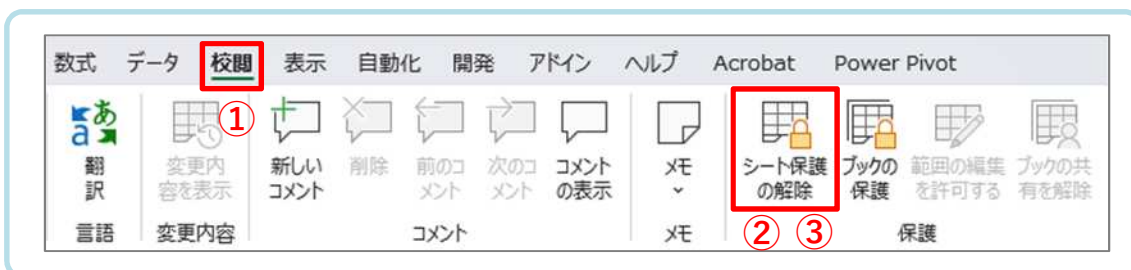 数式 データ 校閲 表示 自動化 開発 アドイン ヘルプ Acrobat Power Pivot
①
あ
a
翻
訳
変更内
容を表示
新しい
コメント
削除
前のコ
メント
次のコ
メント
コメント
の表示
メモ
シート保護
の解除
ブックの
保護
範囲の編集
を許可する
ブックの共
有を解除
② ③
言語 変更内容 コメント メモ 保護